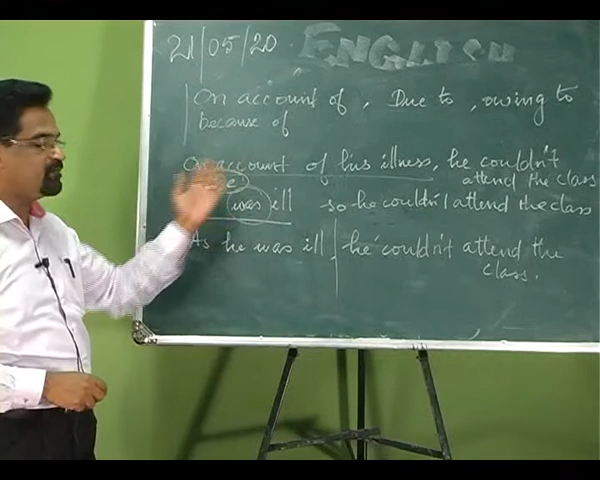 21/05/20 ENGLISH
On account of, Due to, owing to
because of
On account of his illness, he couldn't
attend the class
was ill so he couldn't attend the class
As he was ill, he couldn't attend the
class.